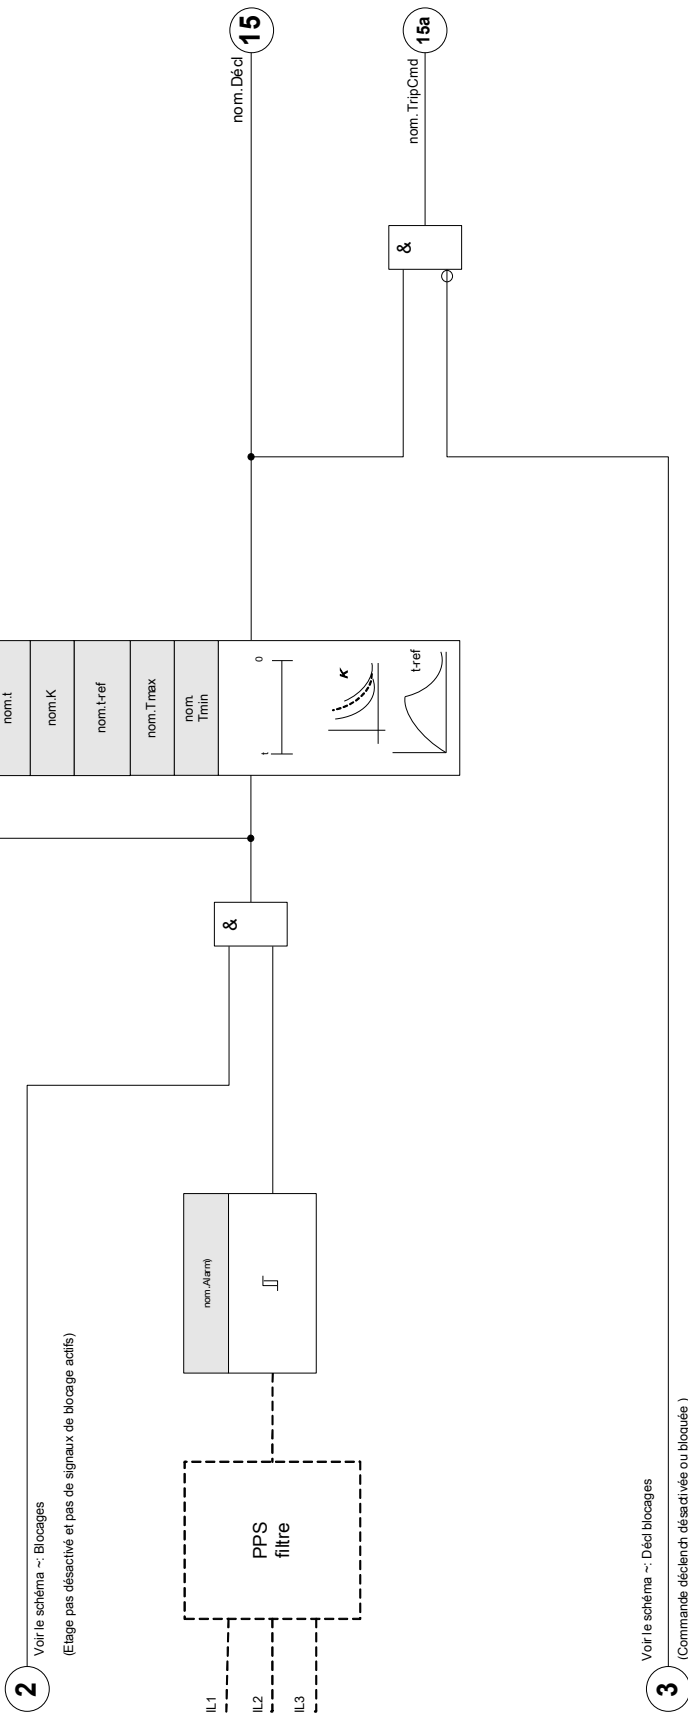 2
Voir le schéma ~: Blocages
(Etage pas désactivé et pas de signaux de blocage actifs)
IL1
IL2
IL3
PPS
filtre
nom.Alarm)
&
nom.t
nom.K
nom.t-ref
nom.Tmax
nom.
Tmin
t
0
K
t-ref
nom.Décl
15
&
nom.TripCmd
15a
3
Voir le schéma ~: Décl blocages
(Commande déclench désactivée ou bloquée )